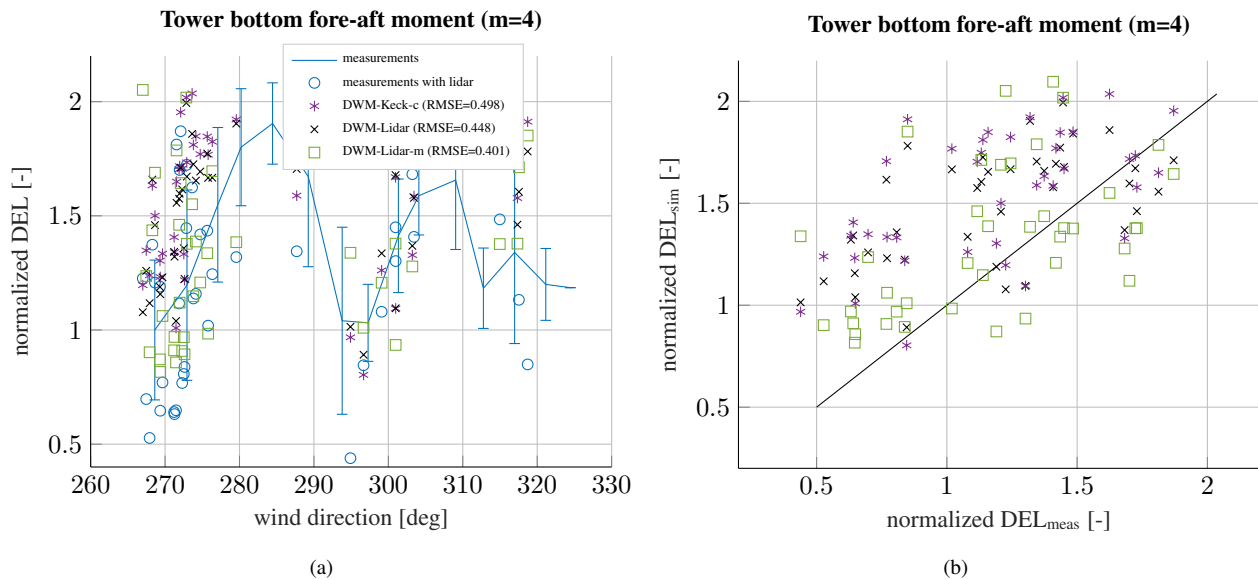 Tower bottom fore-aft moment (m=4)
normalized DEL [-]
2
1.5
1
0.5
260
270
280
290
300
310
320
330
wind direction [deg]
measurements
measurements with lidar
DWM-Keck-c (RMSE=0.498)
DWM-Lidar (RMSE=0.448)
DWM-Lidar-m (RMSE=0.401)
(a)
Tower bottom fore-aft moment (m=4)
normalized DELsim [-]
2
1.5
1
0.5
0.5
1
1.5
2
normalized DELmeas [-]
(b)